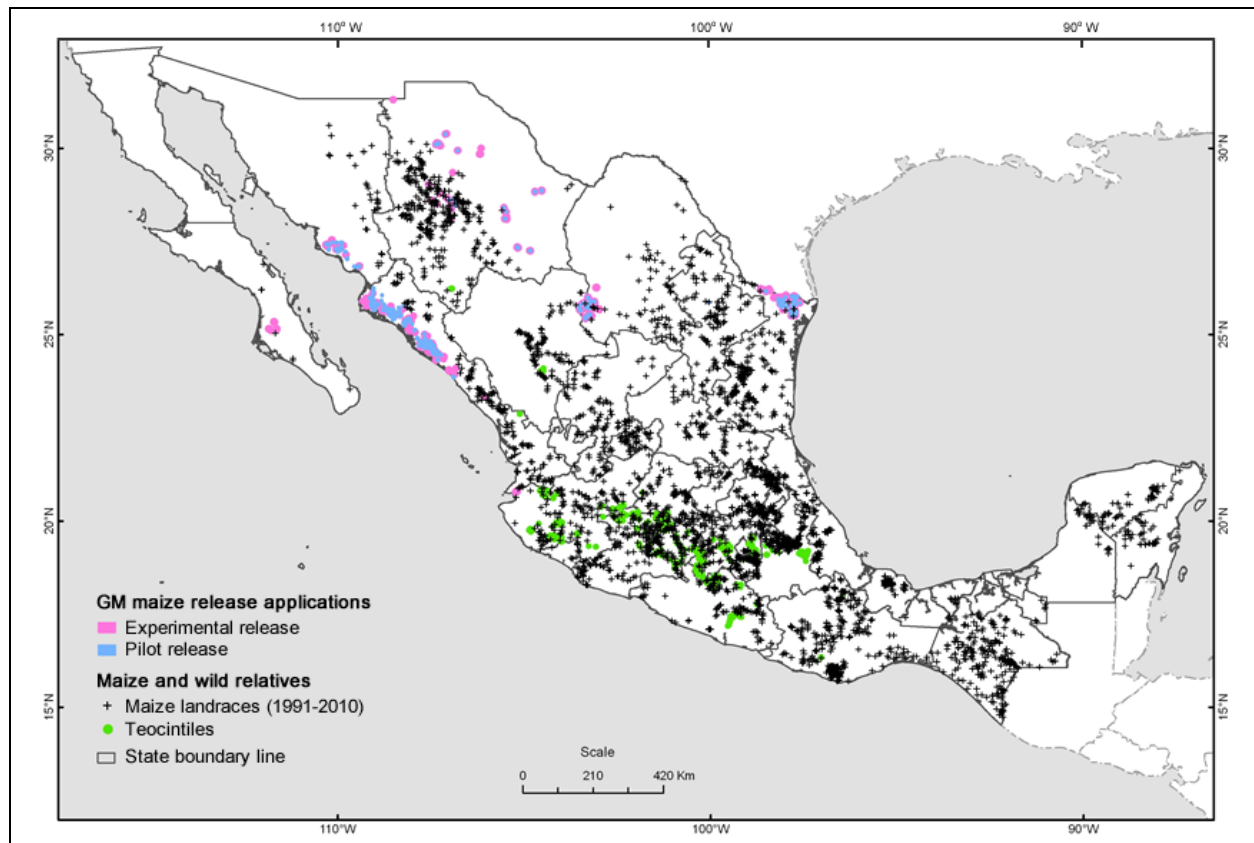 110° W 100° W 90° W
30°N 30°N
25°N 25°N
20°N 20°N
15°N 15°N
GM maize release applications
Experimental release
Pilot release
Maize and wild relatives
Maize landraces (1991-2010)
Teocintiles
State boundary line
Scale
0 210 420 Km
110°W 100°W 90°W